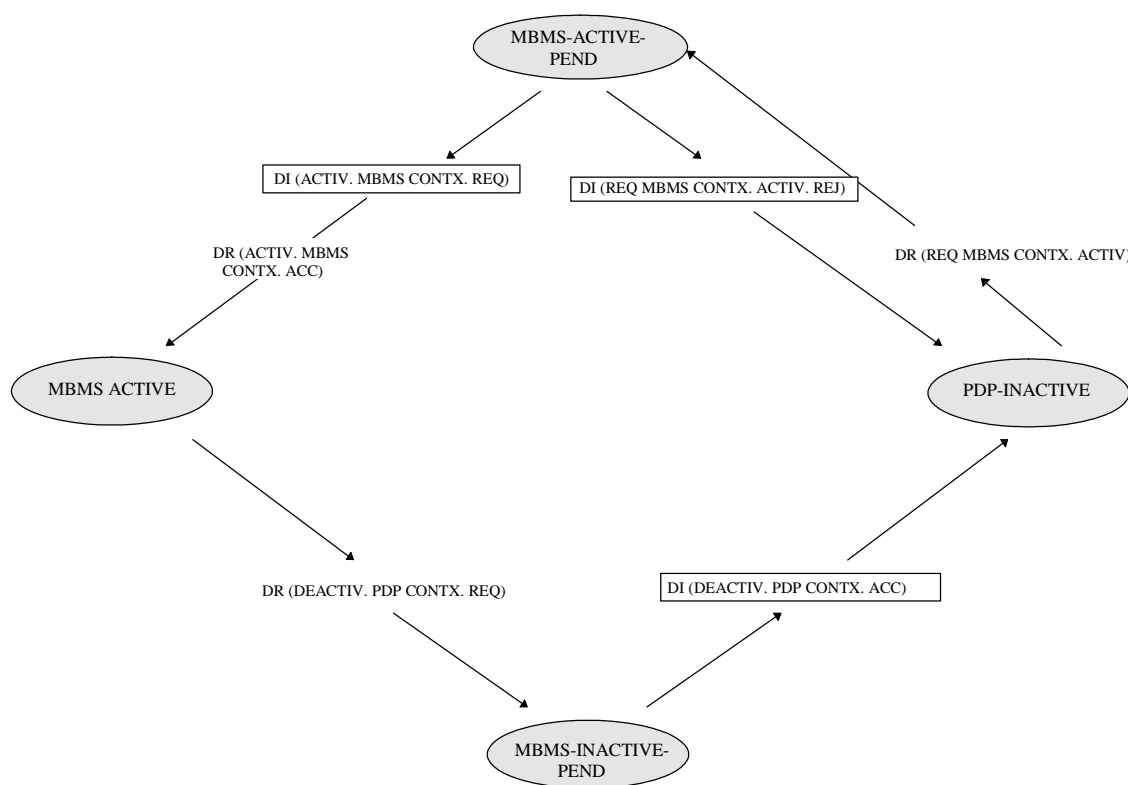 MBMS-ACTIVE-
PEND
DI (ACTIV. MBMS CONTX. REQ)
DI (REQ MBMS CONTX. ACTIV. REJ)
DR (ACTIV. MBMS
CONTX. ACC)
DR (REQ MBMS CONTX. ACTIV)
MBMS ACTIVE
PDP-INACTIVE
DR (DEACTIV. PDP CONTX. REQ)
DI (DEACTIV. PDP CONTX. ACC)
MBMS-INACTIVE-
PEND